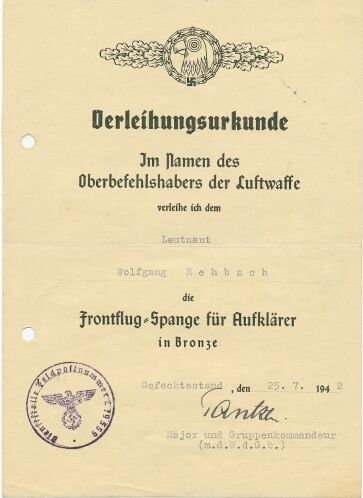 Verleihungsurkunde
Im Namen des
Oberbefehlshabers der Luftwaffe
verleihe ich dem
Leutnant
Wolfgang Rehbach
die
Frontflug-Spange für Aufklärer
in Bronze
Gefechtsstand, den 25.7. 1942
Major und Gruppenkommandeur
(m.d.W.d.G.b.)
Dienststelle Feldpostnummer